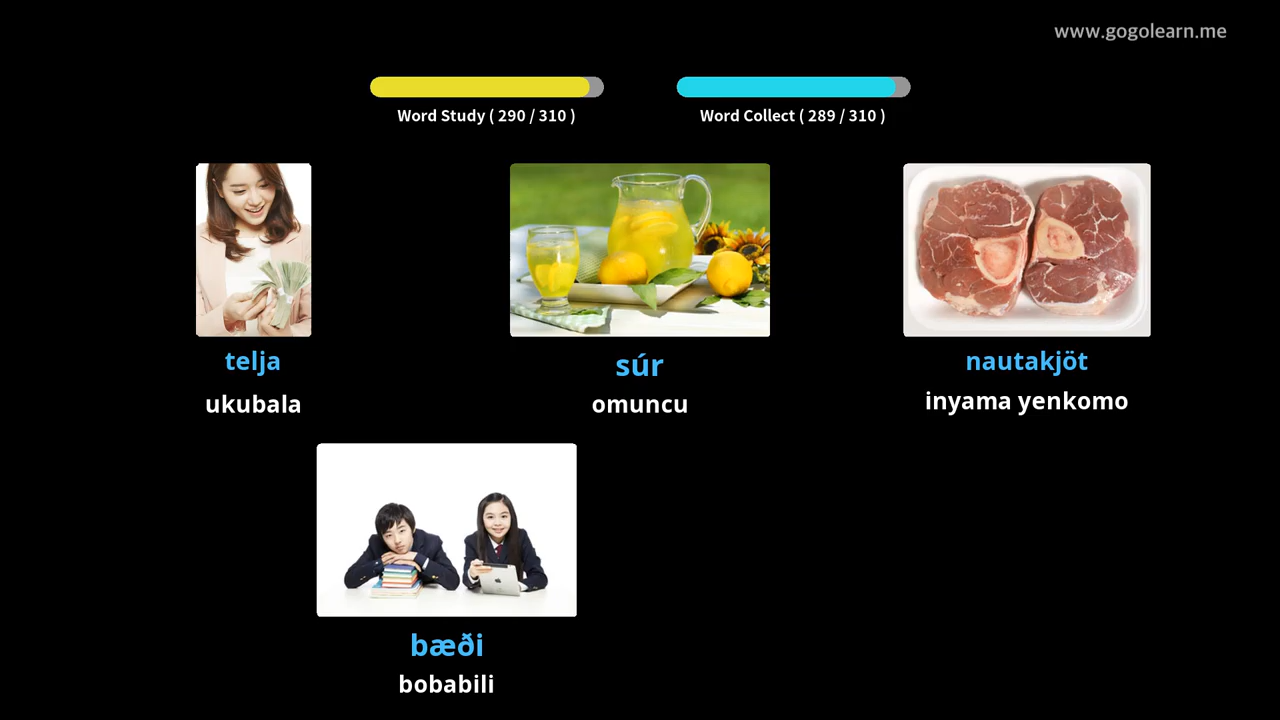 www.gogolearn.me
Word Study ( 290 / 310 )
Word Collect ( 289 / 310 )
telja
ukubala
súr
omuncu
nautakjöt
inyama yenkomo
bæði
bobabili